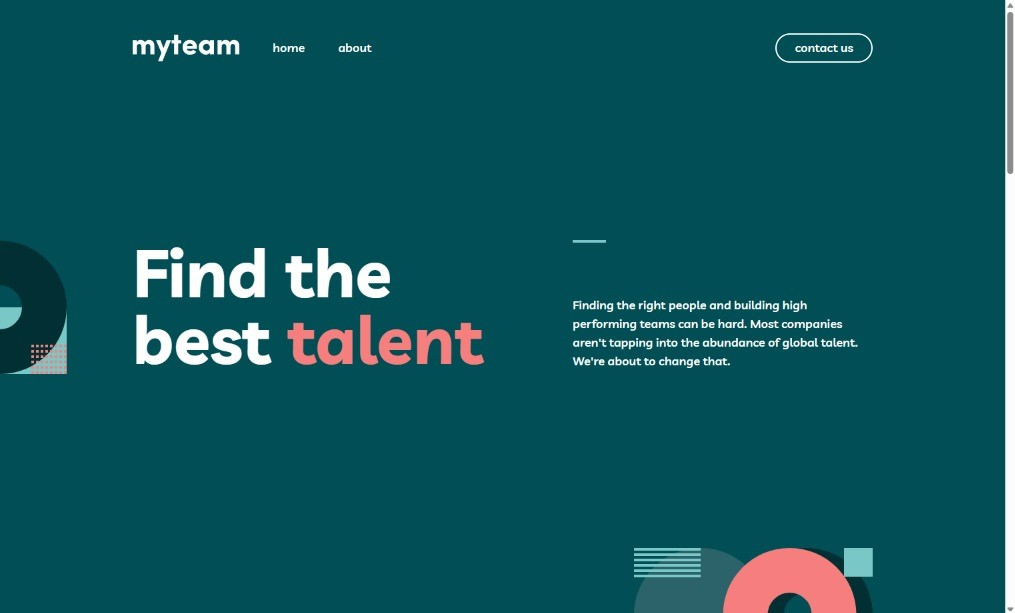 myteam
home
about
contact us
Find the
best talent
Finding the right people and building high
performing teams can be hard. Most companies
aren't tapping into the abundance of global talent.
We're about to change that.